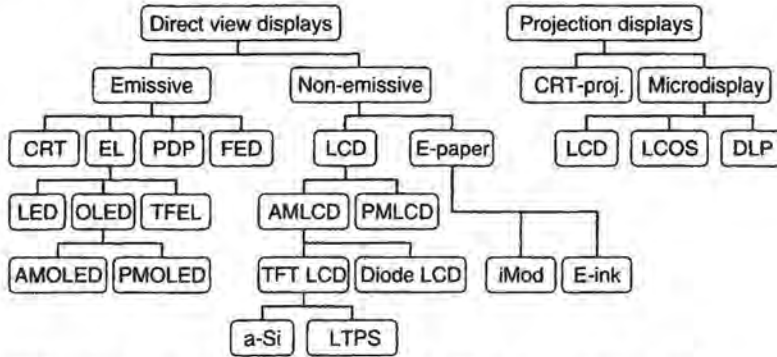 Direct view displays
Projection displays
Emissive
Non-emissive
CRT-proj.
Microdisplay
CRT
EL
PDP
FED
LCD
E-paper
LCD
LCOS
DLP
LED
OLED
TFEL
AMLCD
PMLCD
AMOLED
PMOLED
TFT LCD
Diode LCD
iMod
E-ink
a-Si
LTPS